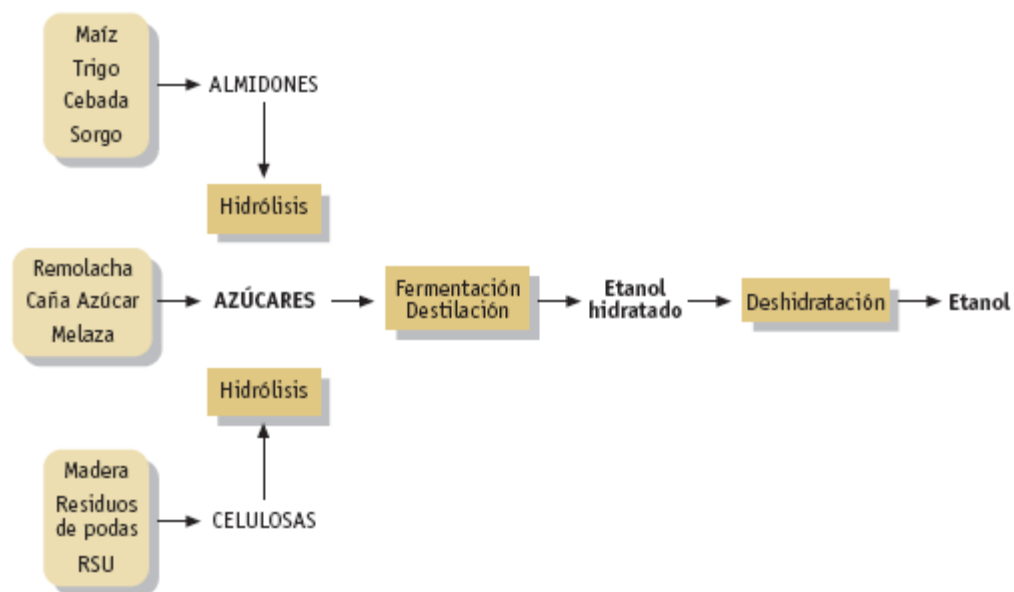 Maíz
Trigo
Cebada
Sorgo
ALMIDONES
Hidrólisis
Remolacha
Caña Azúcar
Melaza
AZÚCARES
Fermentación
Destilación
Etanol
hidratado
Deshidratación
Etanol
Hidrólisis
Madera
Residuos
de podas
RSU
CELULOSAS